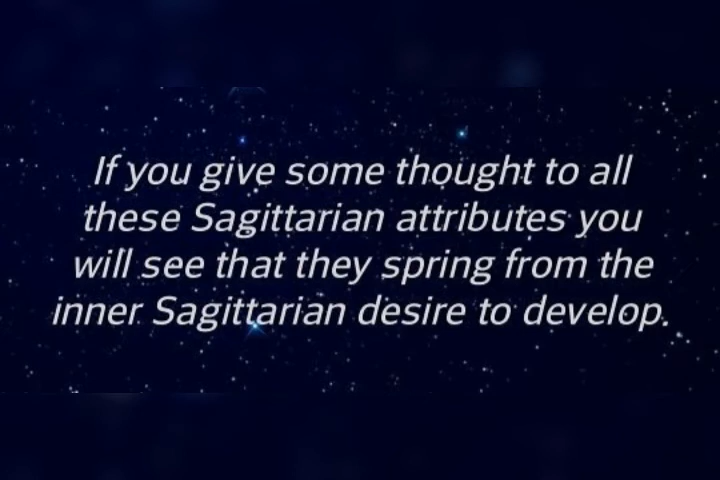 If you give some thought to all
these Sagittarian attributes you
will see that they spring from the
inner Sagittarian desire to develop.